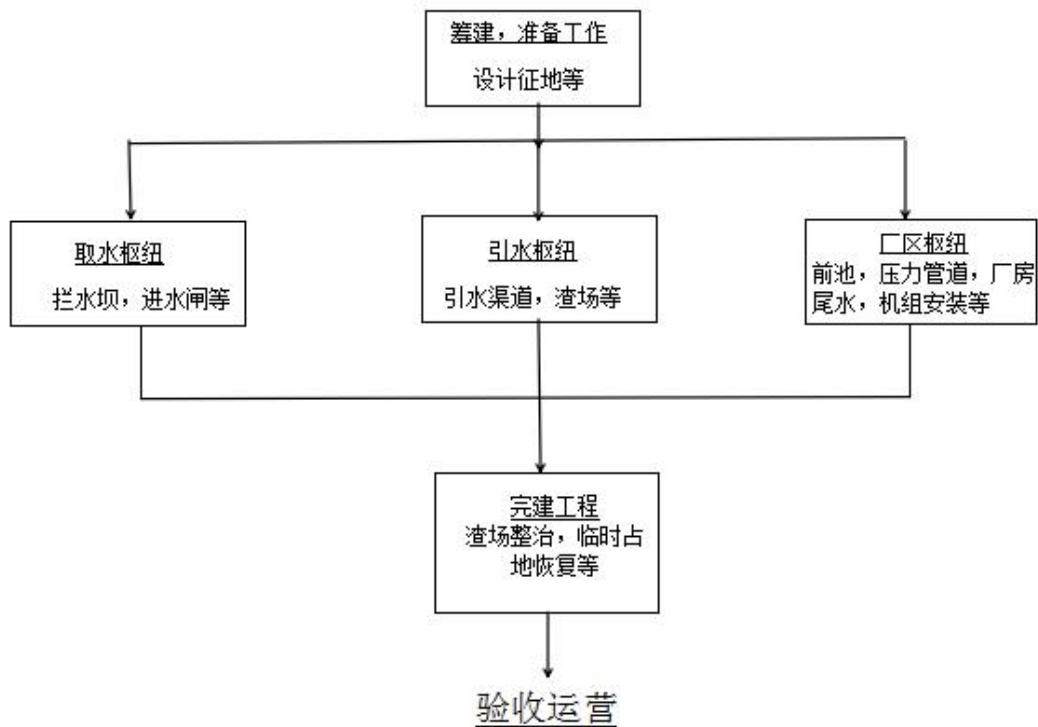 筹建，准备工作
设计征地等
取水枢纽
拦水坝，进水闸等
引水枢纽
引水渠道，渣场等
厂区枢纽
前池，压力管道，厂房
尾水，机组安装等
完建工程
渣场整治，临时占
地恢复等
验收运营